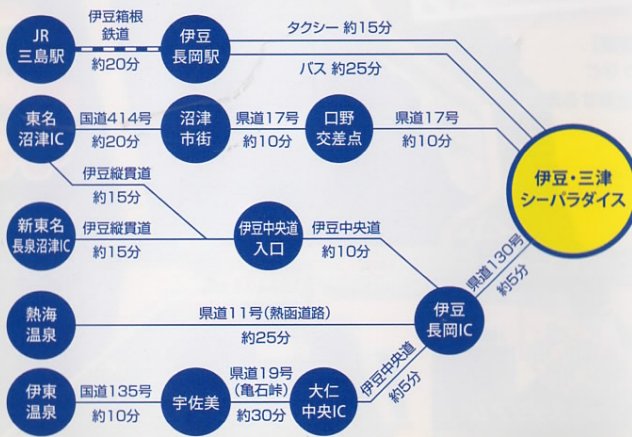 JR
三島駅
伊豆箱根
鉄道
約20分
伊豆
長岡駅
タクシー 約15分
バス 約25分
東名
沼津IC
国道414号
約20分
沼津
市街
県道17号
約10分
口野
交差点
県道17号
約10分
伊豆・三津
シーパラダイス
伊豆縦貫道
約15分
新東名
長泉沼津IC
伊豆縦貫道
約15分
伊豆中央道
入口
伊豆中央道
約10分
県道130号
約5分
熱海
温泉
県道11号(熱函道路)
約25分
伊豆
長岡IC
伊東
温泉
国道135号
約10分
宇佐美
県道19号
(亀石峠)
約30分
大仁
中央IC
伊豆中央道
約5分